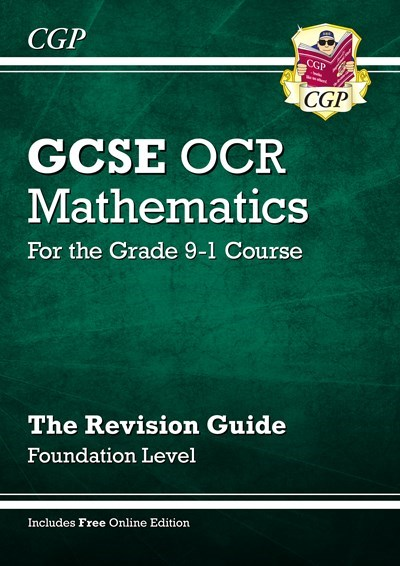 CGP
CGP
CGP
GCSE OCR
Mathematics
For the Grade 9-1 Course
The Revision Guide
Foundation Level
Includes Free Online Edition